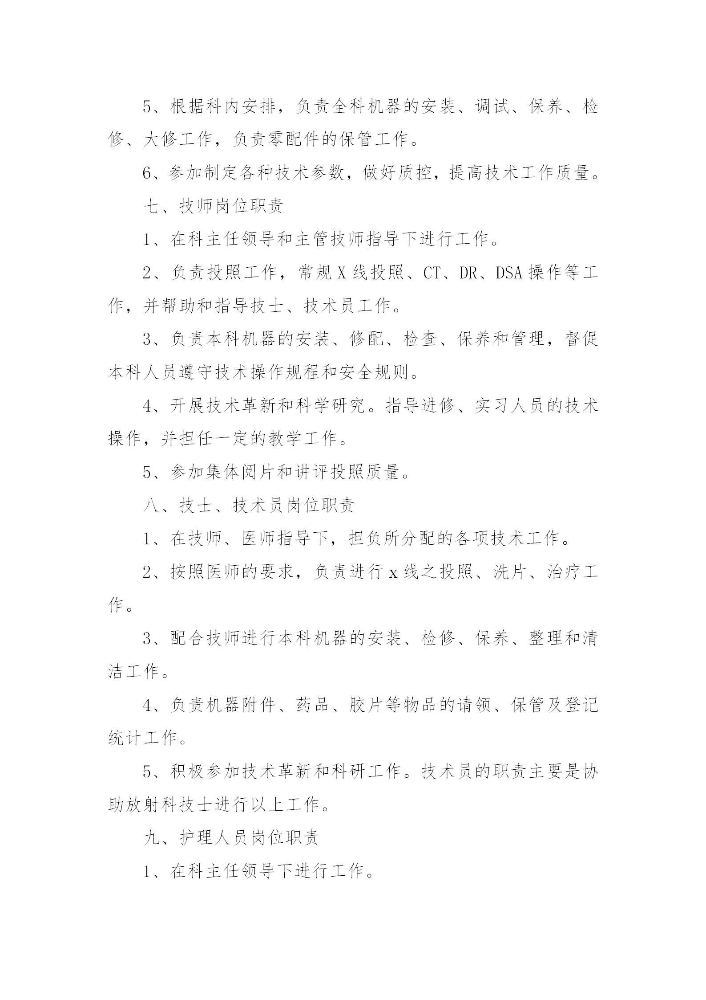 5、根据科内安排，负责全科机器的安装、调试、保养、检
修、大修工作，负责零配件的保管工作。
6、参加制定各种技术参数，做好质控，提高技术工作质量。
七、技师岗位职责
1、在科主任领导和主管技师指导下进行工作。
2、负责投照工作，常规 X 线投照、CT、DR、DSA 操作等工
作，并帮助和指导技士、技术员工作。
3、负责本科机器的安装、修配、检查、保养和管理，督促
本科人员遵守技术操作规程和安全规则。
4、开展技术革新和科学研究。指导进修、实习人员的技术
操作，并担任一定的教学工作。
5、参加集体阅片和讲评投照质量。
八、技士、技术员岗位职责
1、在技师、医师指导下，担负所分配的各项技术工作。
2、按照医师的要求，负责进行 x 线之投照、洗片、治疗工
作。
3、配合技师进行本科机器的安装、检修、保养、整理和清
洁工作。
4、负责机器附件、药品、胶片等物品的请领、保管及登记
统计工作。
5、积极参加技术革新和科研工作。技术员的职责主要是协
助放射科技士进行以上工作。
九、护理人员岗位职责
1、在科主任领导下进行工作。